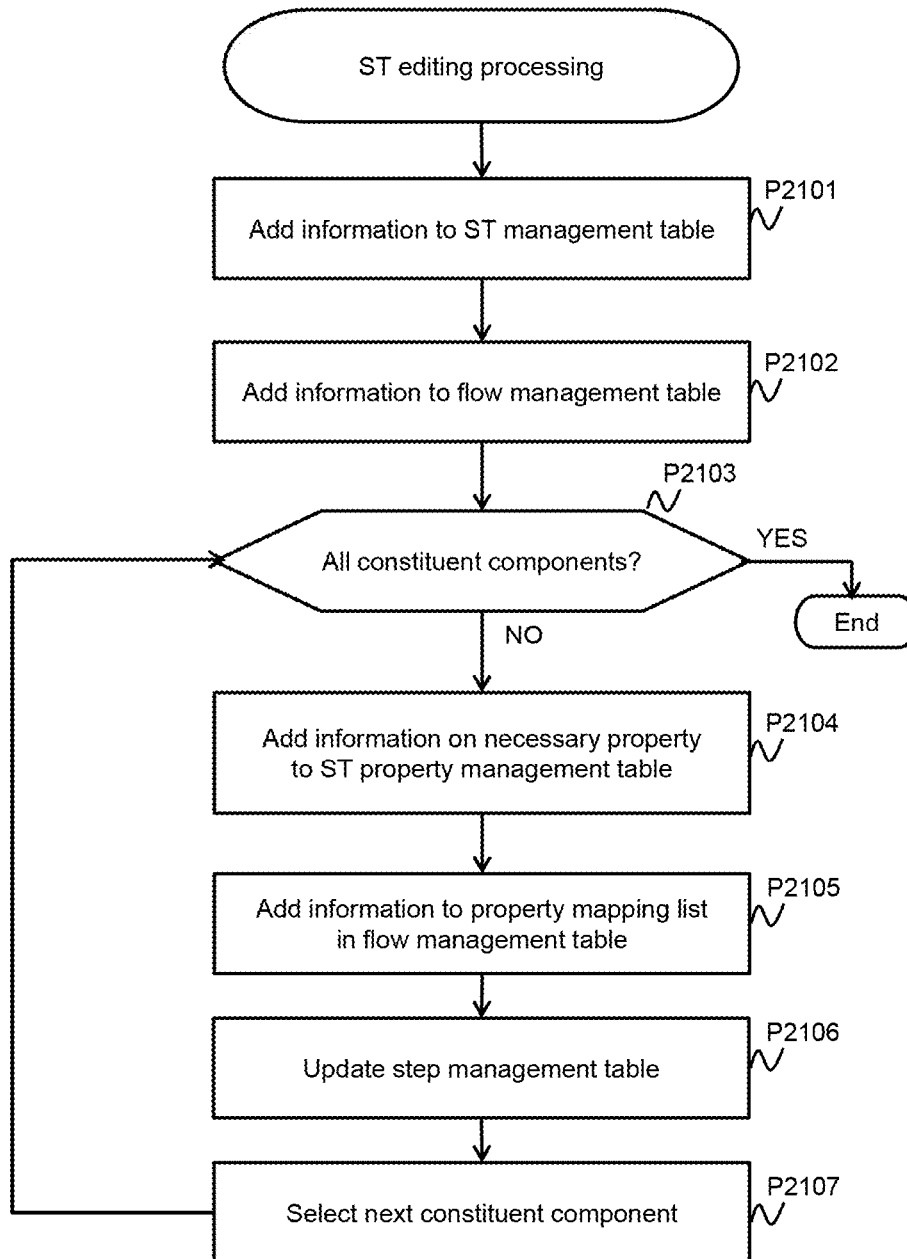 ST editing processing
P2101
Add information to ST management table
P2102
Add information to flow management table
P2103
All constituent components?
YES
End
NO
P2104
Add information on necessary property
to ST property management table
P2105
Add information to property mapping list
in flow management table
P2106
Update step management table
P2107
Select next constituent component